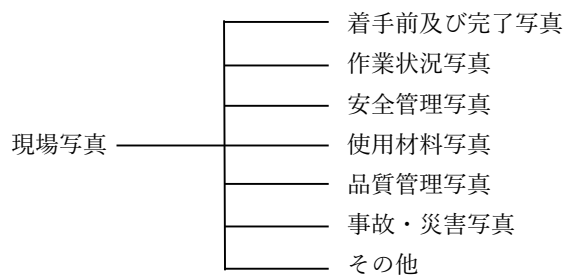 着手前及び完了写真
作業状況写真
安全管理写真
現場写真
使用材料写真
品質管理写真
事故・災害写真
その他